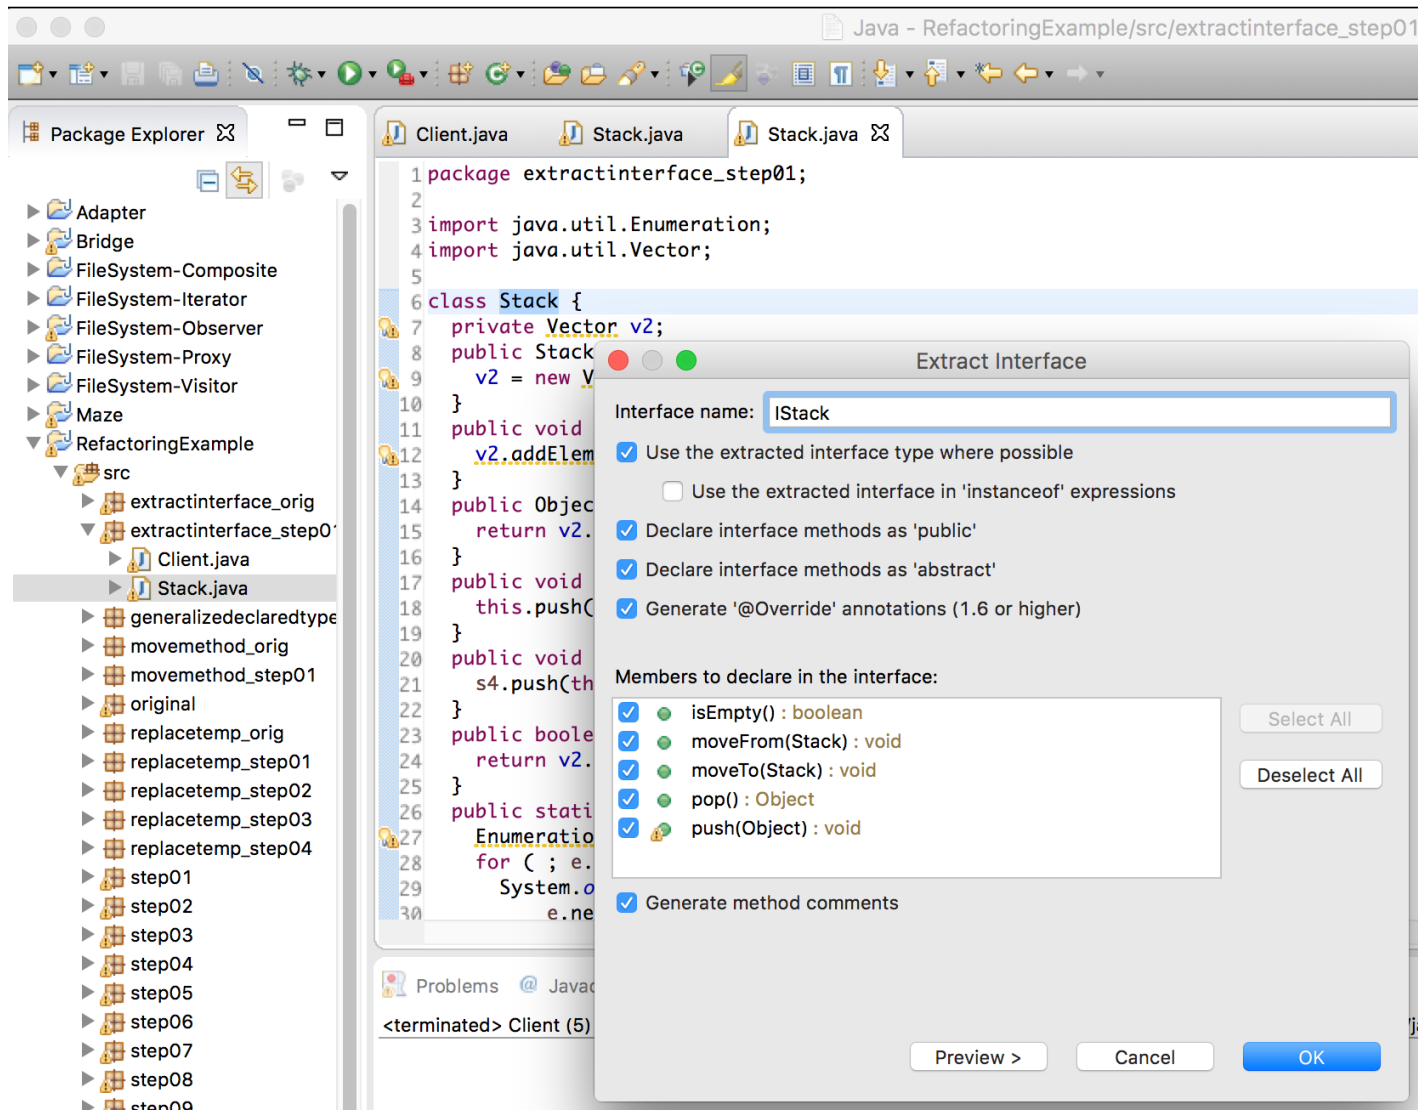 Java - RefactoringExample/src/extractinterface_step01
Package Explorer
Adapter
Bridge
FileSystem-Composite
FileSystem-Iterator
FileSystem-Observer
FileSystem-Proxy
FileSystem-Visitor
Maze
RefactoringExample
src
extractinterface_orig
extractinterface_step01
Client.java
Stack.java
generalizedeclaredtype
movemethod_orig
movemethod_step01
original
replacetemp_orig
replacetemp_step01
replacetemp_step02
replacetemp_step03
replacetemp_step04
step01
step02
step03
step04
step05
step06
step07
step08
step09
Client.java
Stack.java
Stack.java
1 package extractinterface_step01;
2
3 import java.util.Enumeration;
4 import java.util.Vector;
5
6 class Stack {
7 private Vector v2;
8 public Stack
9 v2 = new V
10 }
11 public void
12 v2.addElem
13 }
14 public Objec
15 return v2.
16 }
17 public void
18 this.push(
19 }
20 public void
21 s4.push(th
22 }
23 public boole
24 return v2.
25 }
26 public stati
27 Enumeratio
28 for ( ; e.
29 System.o
30 e.ne
Problems
@ Javad
<terminated> Client (5)
Extract Interface
Interface name:
IStack
Use the extracted interface type where possible
Use the extracted interface in 'instanceof' expressions
Declare interface methods as 'public'
Declare interface methods as 'abstract'
Generate '@Override' annotations (1.6 or higher)
Members to declare in the interface:
isEmpty() : boolean
moveFrom(Stack) : void
moveTo(Stack) : void
pop() : Object
push(Object) : void
Select All
Deselect All
Generate method comments
Preview >
Cancel
OK